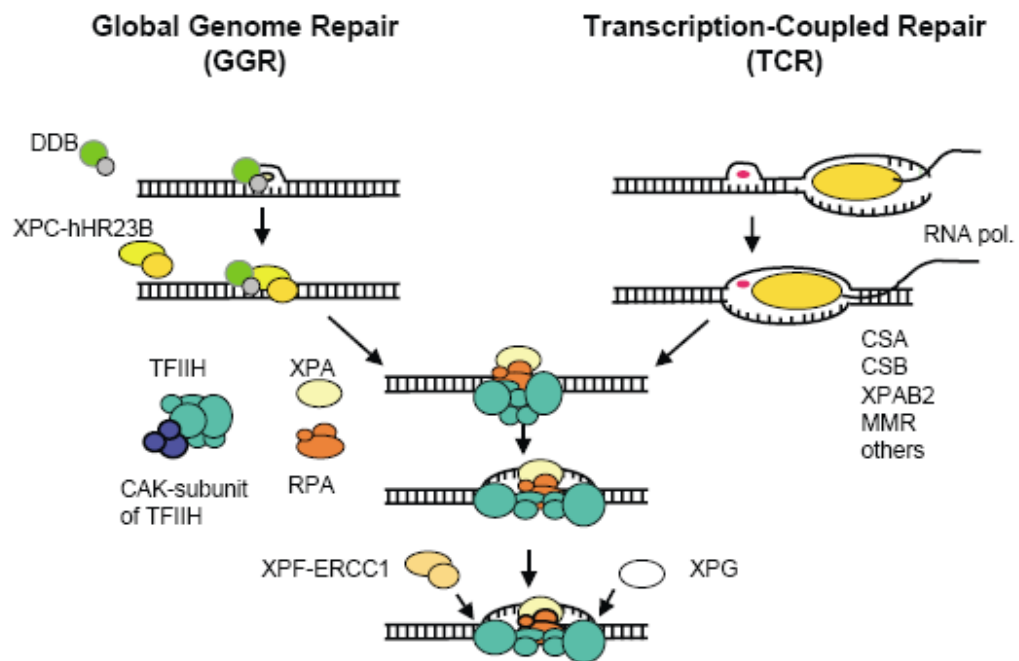 Global Genome Repair
(GGR)
Transcription-Coupled Repair
(TCR)
DDB
XPC-hHR23B
RNA pol.
CSA
CSB
XPAB2
MMR
others
TFIIH
XPA
CAK-subunit
of TFIIH
RPA
XPF-ERCC1
XPG